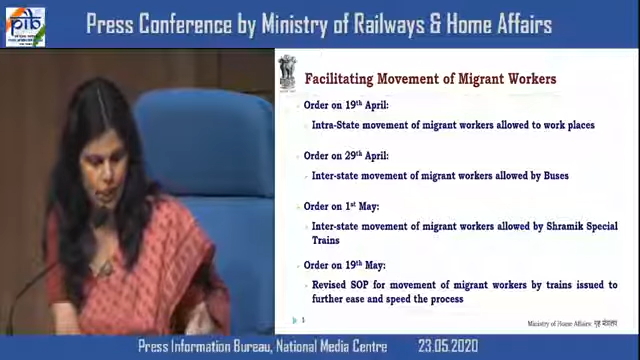 pib
Press Conference by Ministry of Railways & Home Affairs
Facilitating Movement of Migrant Workers
Order on 19th April:
Intra-State movement of migrant workers allowed to work places
Order on 29th April:
Inter-state movement of migrant workers allowed by Buses
Order on 1st May:
Inter-state movement of migrant workers allowed by Shramik Special
Trains
Order on 19th May:
Revised SOP for movement of migrant workers by trains issued to
further ease and speed the process
Ministry of Home Affairs गृह मंत्रालय
Press Information Bureau, National Media Centre 23.05.2020